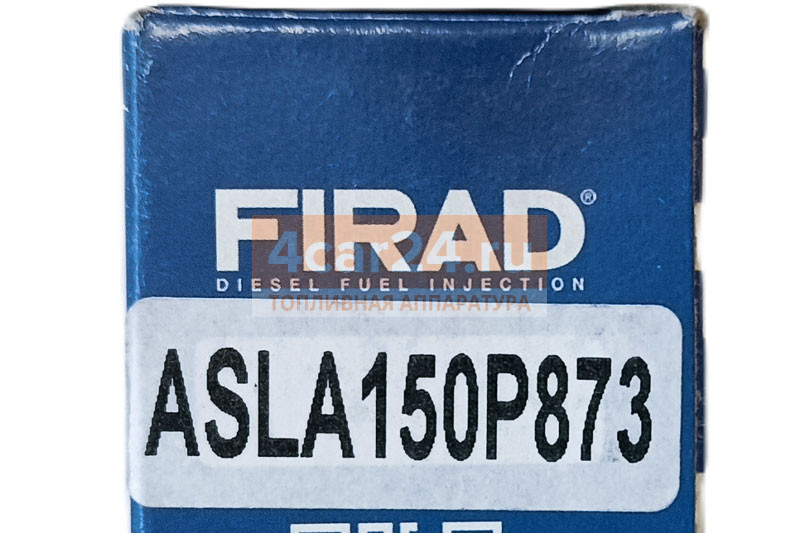 FIRAD®
4car24.ru
DIESEL FUEL INJECTION
ТОПЛИВНАЯ АППАРАТУРА
ASLA150P873